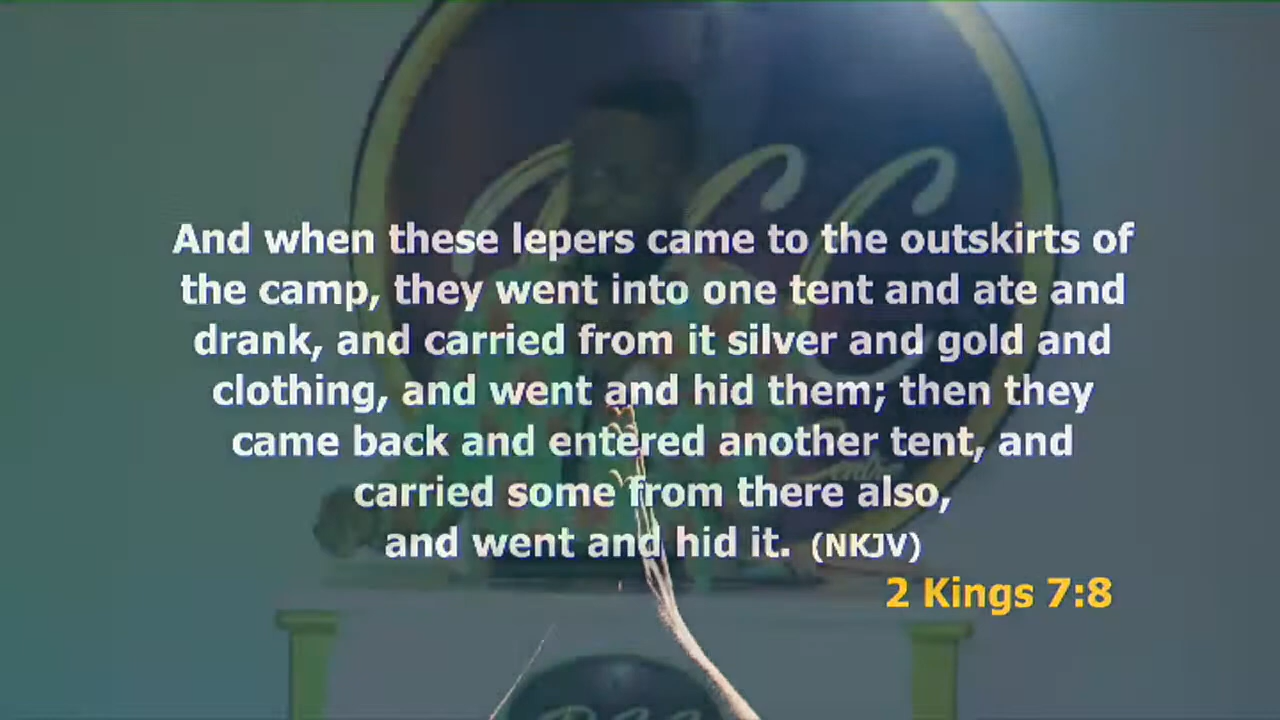 And when these lepers came to the outskirts of
the camp, they went into one tent and ate and
drank, and carried from it silver and gold and
clothing, and went and hid them; then they
came back and entered another tent, and
carried some from there also,
and went and hid it. (NKJV)
2 Kings 7:8